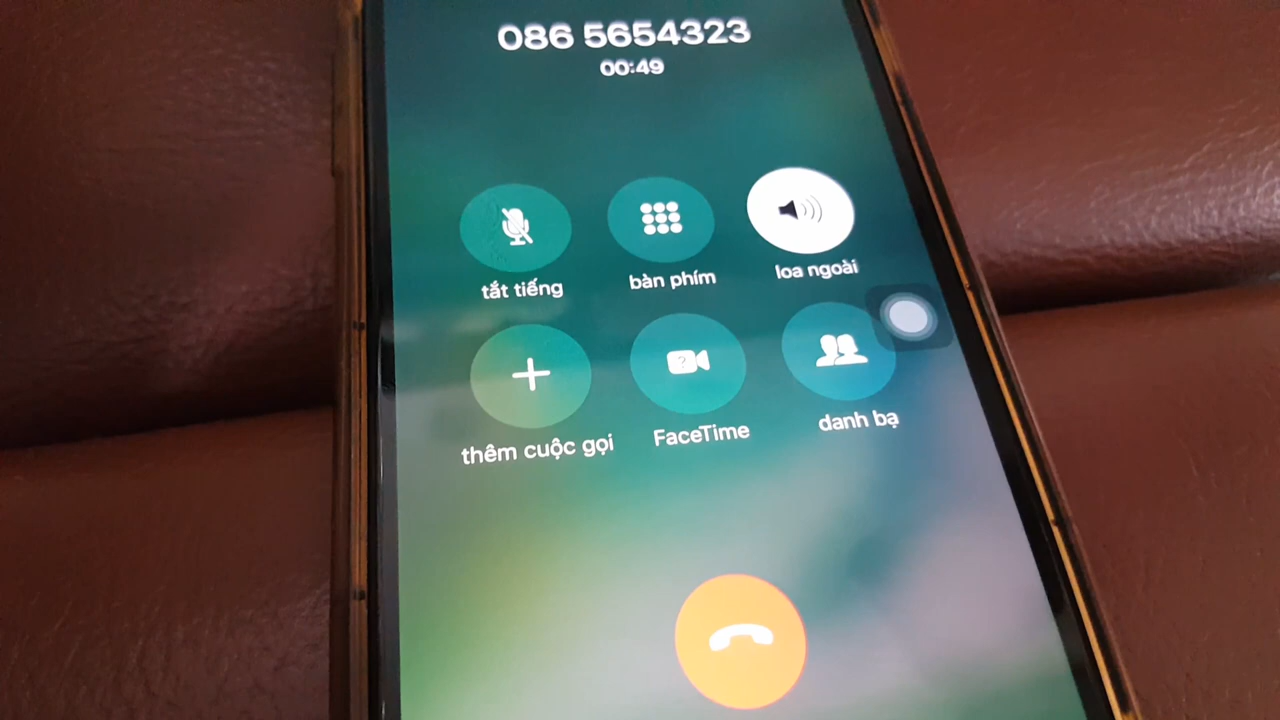 086 5654323
00:49
tắt tiếng
bàn phím
loa ngoài
thêm cuộc gọi
FaceTime
danh bạ